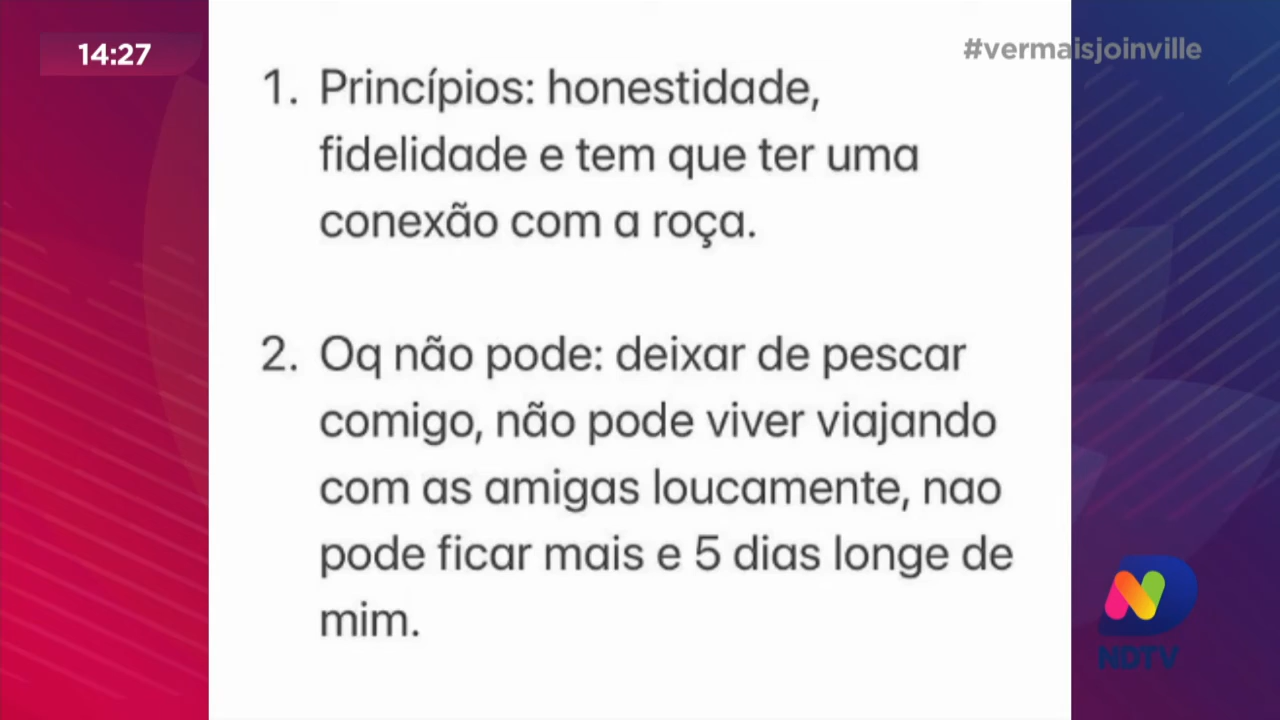 14:27
#vermaisjoinville
1. Princípios: honestidade,
fidelidade e tem que ter uma
conexão com a roça.
2. Oq não pode: deixar de pescar
comigo, não pode viver viajando
com as amigas loucamente, nao
pode ficar mais e 5 dias longe de
mim.
N
NDTV